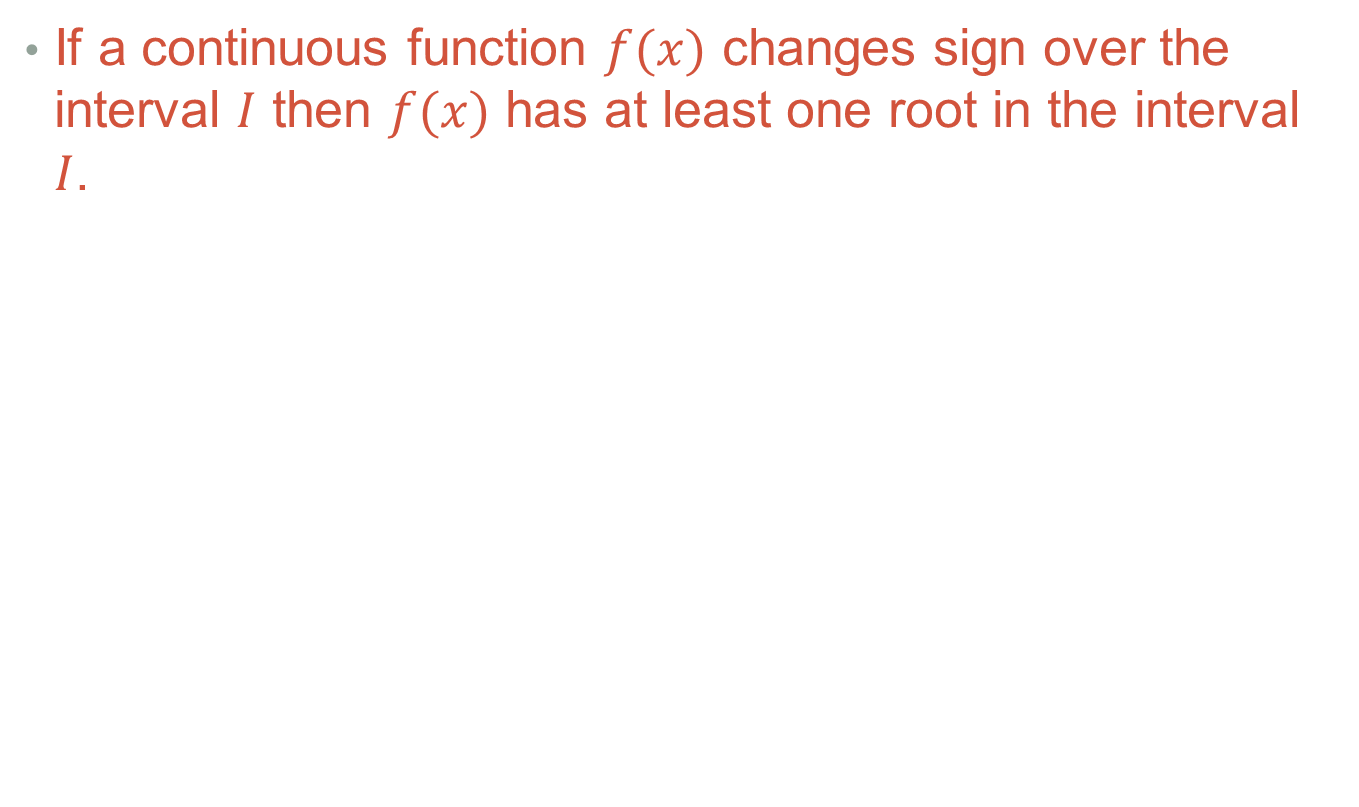 • If a continuous function 𝑓(𝑥) changes sign over the
interval 𝐼 then 𝑓(𝑥) has at least one root in the interval
𝐼.